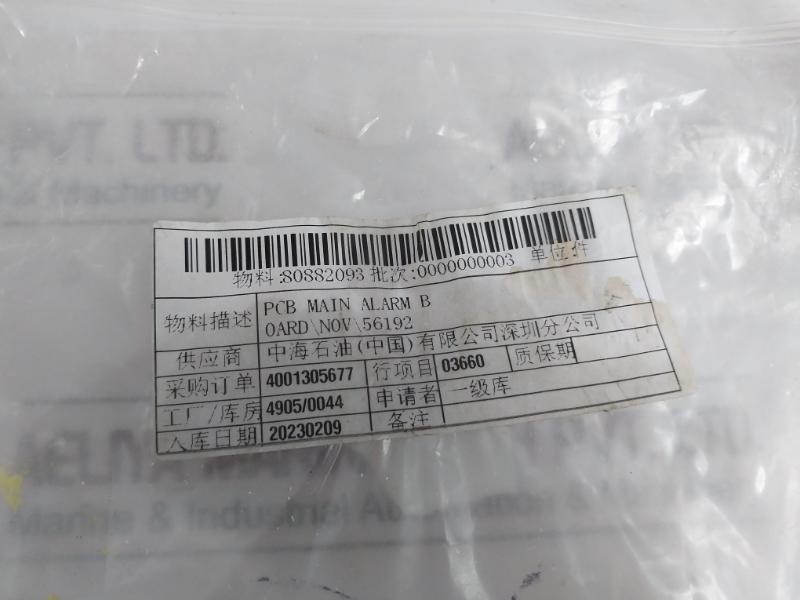 PVT. LTD.
& Machinery
物料:80882093 批次:0000000003 单位件
物料描述 PCB MAIN ALARM B
OARD\NOV\56192
供应商 中海石油(中国)有限公司深圳分公司
采购订单 4001305677 行项目 03660 质保期
工厂/库房 4905/0044 申请者 一级库
入库日期 20230209 备注
Marine & Industrial